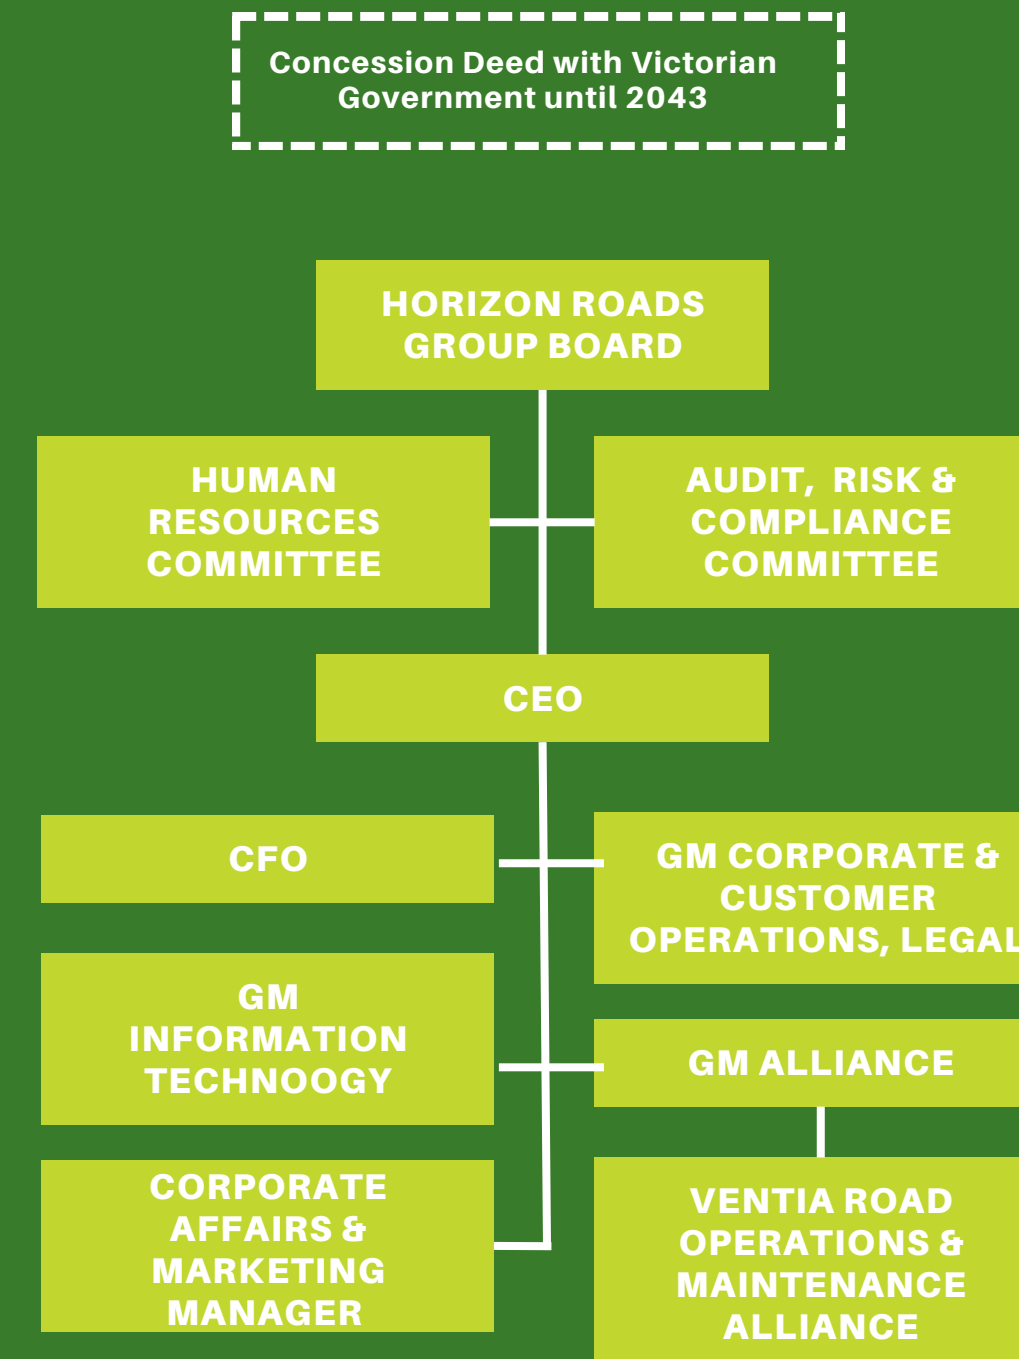 Concession Deed with Victorian
Government until 2043
HORIZON ROADS
GROUP BOARD
HUMAN
RESOURCES
COMMITTEE
AUDIT, RISK &
COMPLIANCE
COMMITTEE
CEO
CFO
GM CORPORATE &
CUSTOMER
OPERATIONS, LEGAL
GM
INFORMATION
TECHNOOGY
GM ALLIANCE
CORPORATE
AFFAIRS &
MARKETING
MANAGER
VENTIA ROAD
OPERATIONS &
MAINTENANCE
ALLIANCE